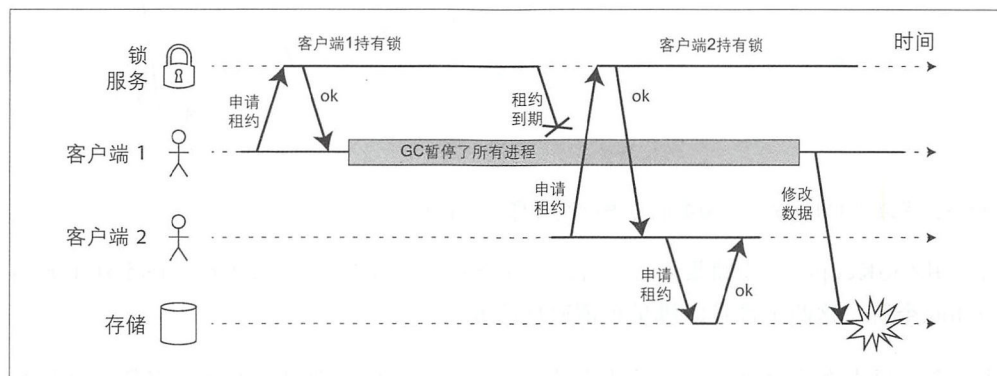 客户端1持有锁
客户端2持有锁
时间
锁
服务
申请
租约
ok
租约
到期
ok
客户端 1
GC暂停了所有进程
申请
租约
修改
数据
客户端 2
申请
租约
ok
存储